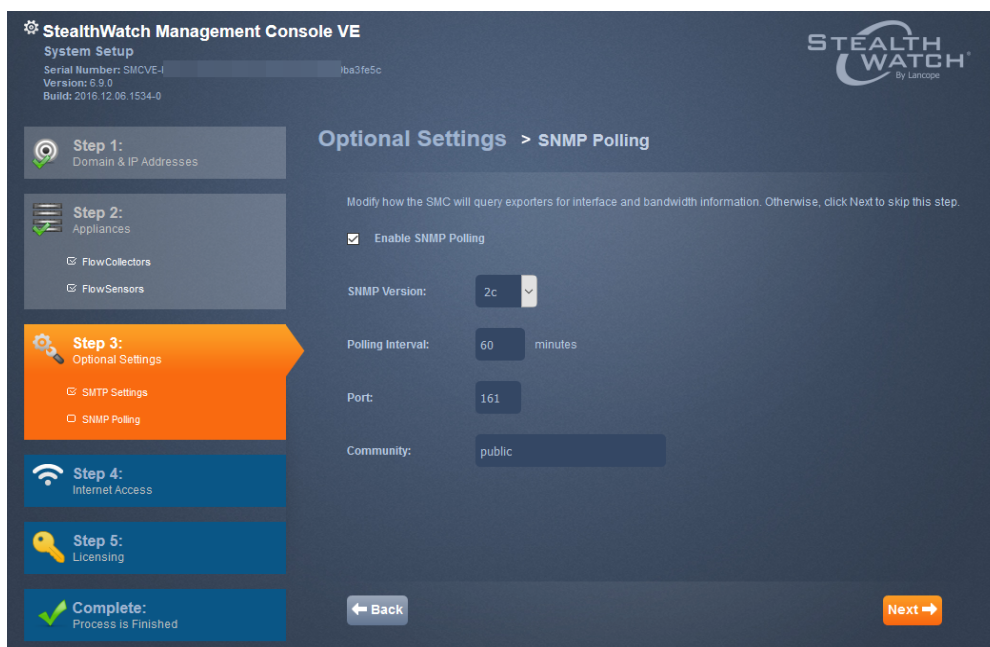 StealthWatch Management Console VE
System Setup
Serial Number: SMCVE-
9ba3fe5c
Version: 6.9.0
Build: 2016.12.06.1534-0
STEALTH
WATCH
By Lancope
Step 1:
Domain & IP Addresses
Step 2:
Appliances
FlowCollectors
FlowSensors
Step 3:
Optional Settings
SMTP Settings
SNMP Polling
Step 4:
Internet Access
Step 5:
Licensing
Complete:
Process is Finished
Optional Settings > SNMP Polling
Modify how the SMC will query exporters for interface and bandwidth information. Otherwise, click Next to skip this step.
Enable SNMP Polling
SNMP Version: 2c
Polling Interval: 60 minutes
Port: 161
Community: public
Back
Next